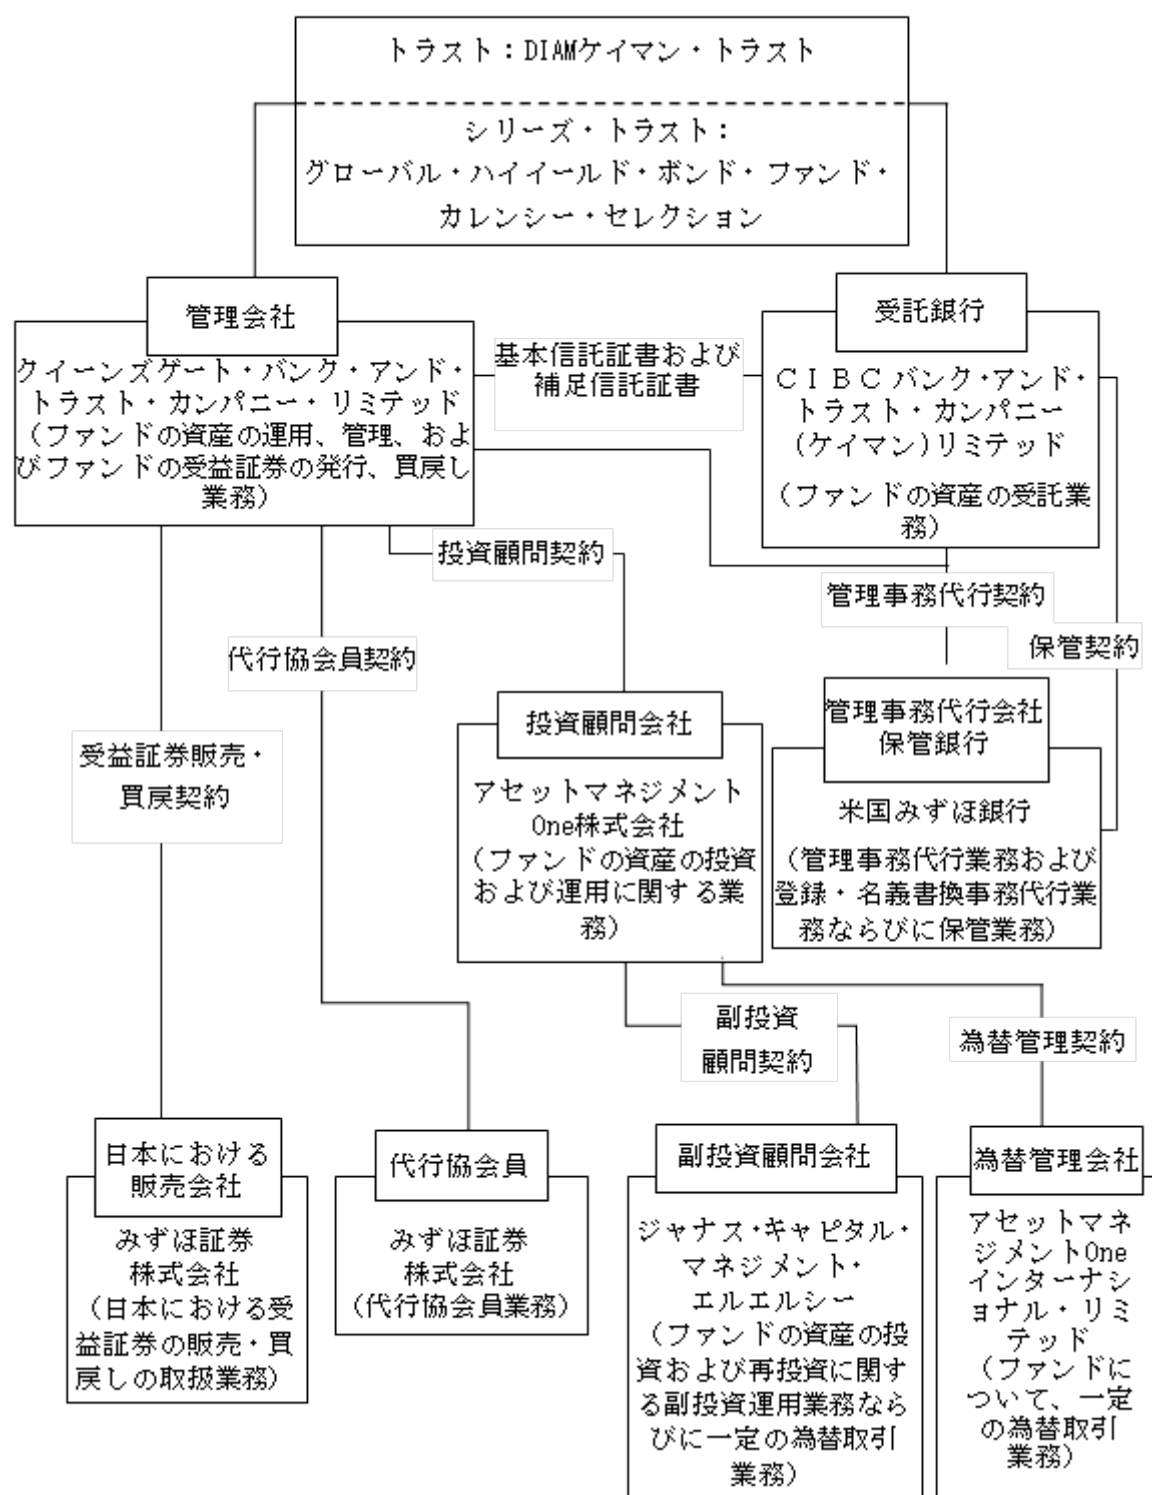 トラスト：DIAMケイマン・トラスト
シリーズ・トラスト：
グローバル・ハイイールド・ボンド・ファンド・
カレンシー・セレクション
管理会社
クイーンズゲート・バンク・アンド・
トラスト・カンパニー・リミテッド
（ファンドの資産の運用、管理、およ
びファンドの受益証券の発行、買戻し
業務）
基本信託証書および
補足信託証書
受託銀行
ＣＩＢＣバンク・アンド・
トラスト・カンパニー
(ケイマン)リミテッド
（ファンドの資産の受託業
務）
投資顧問契約
管理事務代行契約
保管契約
代行協会員契約
受益証券販売・
買戻契約
投資顧問会社
アセットマネジメント
One株式会社
（ファンドの資産の投資
および運用に関する業
務）
管理事務代行会社
保管銀行
米国みずほ銀行
（管理事務代行業務および
登録・名義書換事務代行業
務ならびに保管業務）
副投資
顧問契約
為替管理契約
日本における
販売会社
みずほ証券
株式会社
（日本における受
益証券の販売・買
戻しの取扱業務）
代行協会員
みずほ証券
株式会社
（代行協会員業務）
副投資顧問会社
ジャナス・キャピタル・
マネジメント・
エルエルシー
（ファンドの資産の投
資および再投資に関す
る副投資運用業務なら
びに一定の為替取引
業務）
為替管理会社
アセットマネ
ジメントOne
インターナシ
ョナル・リミ
テッド
（ファンドに
ついて、一定
の為替取引
業務）